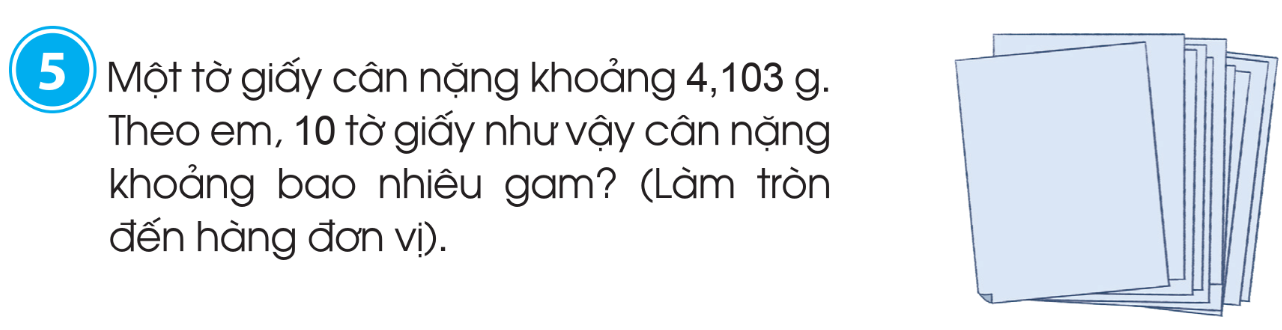 5 Một tờ giấy cân nặng khoảng 4,103 g.
Theo em, 10 tờ giấy như vậy cân nặng
khoảng bao nhiêu gam? (Làm tròn
đến hàng đơn vị).